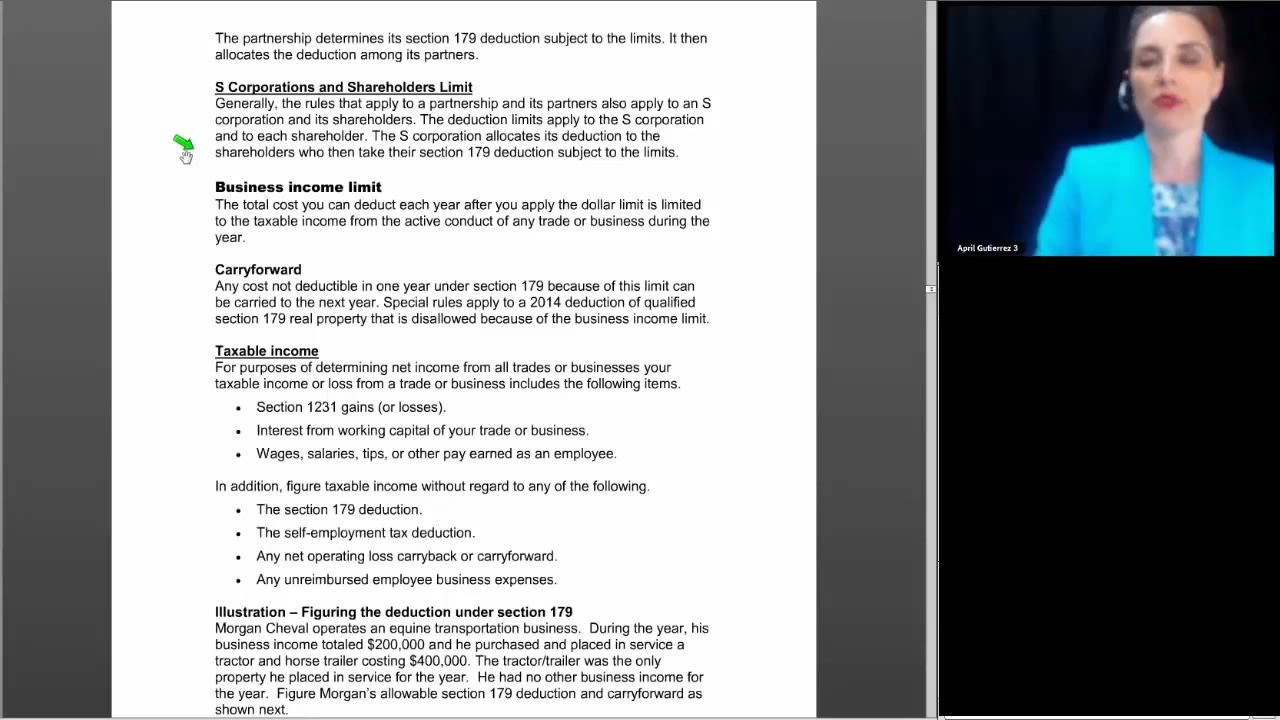 The partnership determines its section 179 deduction subject to the limits. It then
allocates the deduction among its partners.
S Corporations and Shareholders Limit
Generally, the rules that apply to a partnership and its partners also apply to an S
corporation and its shareholders. The deduction limits apply to the S corporation
and to each shareholder. The S corporation allocates its deduction to the
shareholders who then take their section 179 deduction subject to the limits.
Business income limit
The total cost you can deduct each year after you apply the dollar limit is limited
to the taxable income from the active conduct of any trade or business during the
year.
Carryforward
Any cost not deductible in one year under section 179 because of this limit can
be carried to the next year. Special rules apply to a 2014 deduction of qualified
section 179 real property that is disallowed because of the business income limit.
Taxable income
For purposes of determining net income from all trades or businesses your
taxable income or loss from a trade or business includes the following items.
• Section 1231 gains (or losses).
• Interest from working capital of your trade or business.
• Wages, salaries, tips, or other pay earned as an employee.
In addition, figure taxable income without regard to any of the following.
• The section 179 deduction.
• The self-employment tax deduction.
• Any net operating loss carryback or carryforward.
• Any unreimbursed employee business expenses.
Illustration – Figuring the deduction under section 179
Morgan Cheval operates an equine transportation business. During the year, his
business income totaled $200,000 and he purchased and placed in service a
tractor and horse trailer costing $400,000. The tractor/trailer was the only
property he placed in service for the year. He had no other business income for
the year. Figure Morgan's allowable section 179 deduction and carryforward as
shown next.
April Gutierrez 3